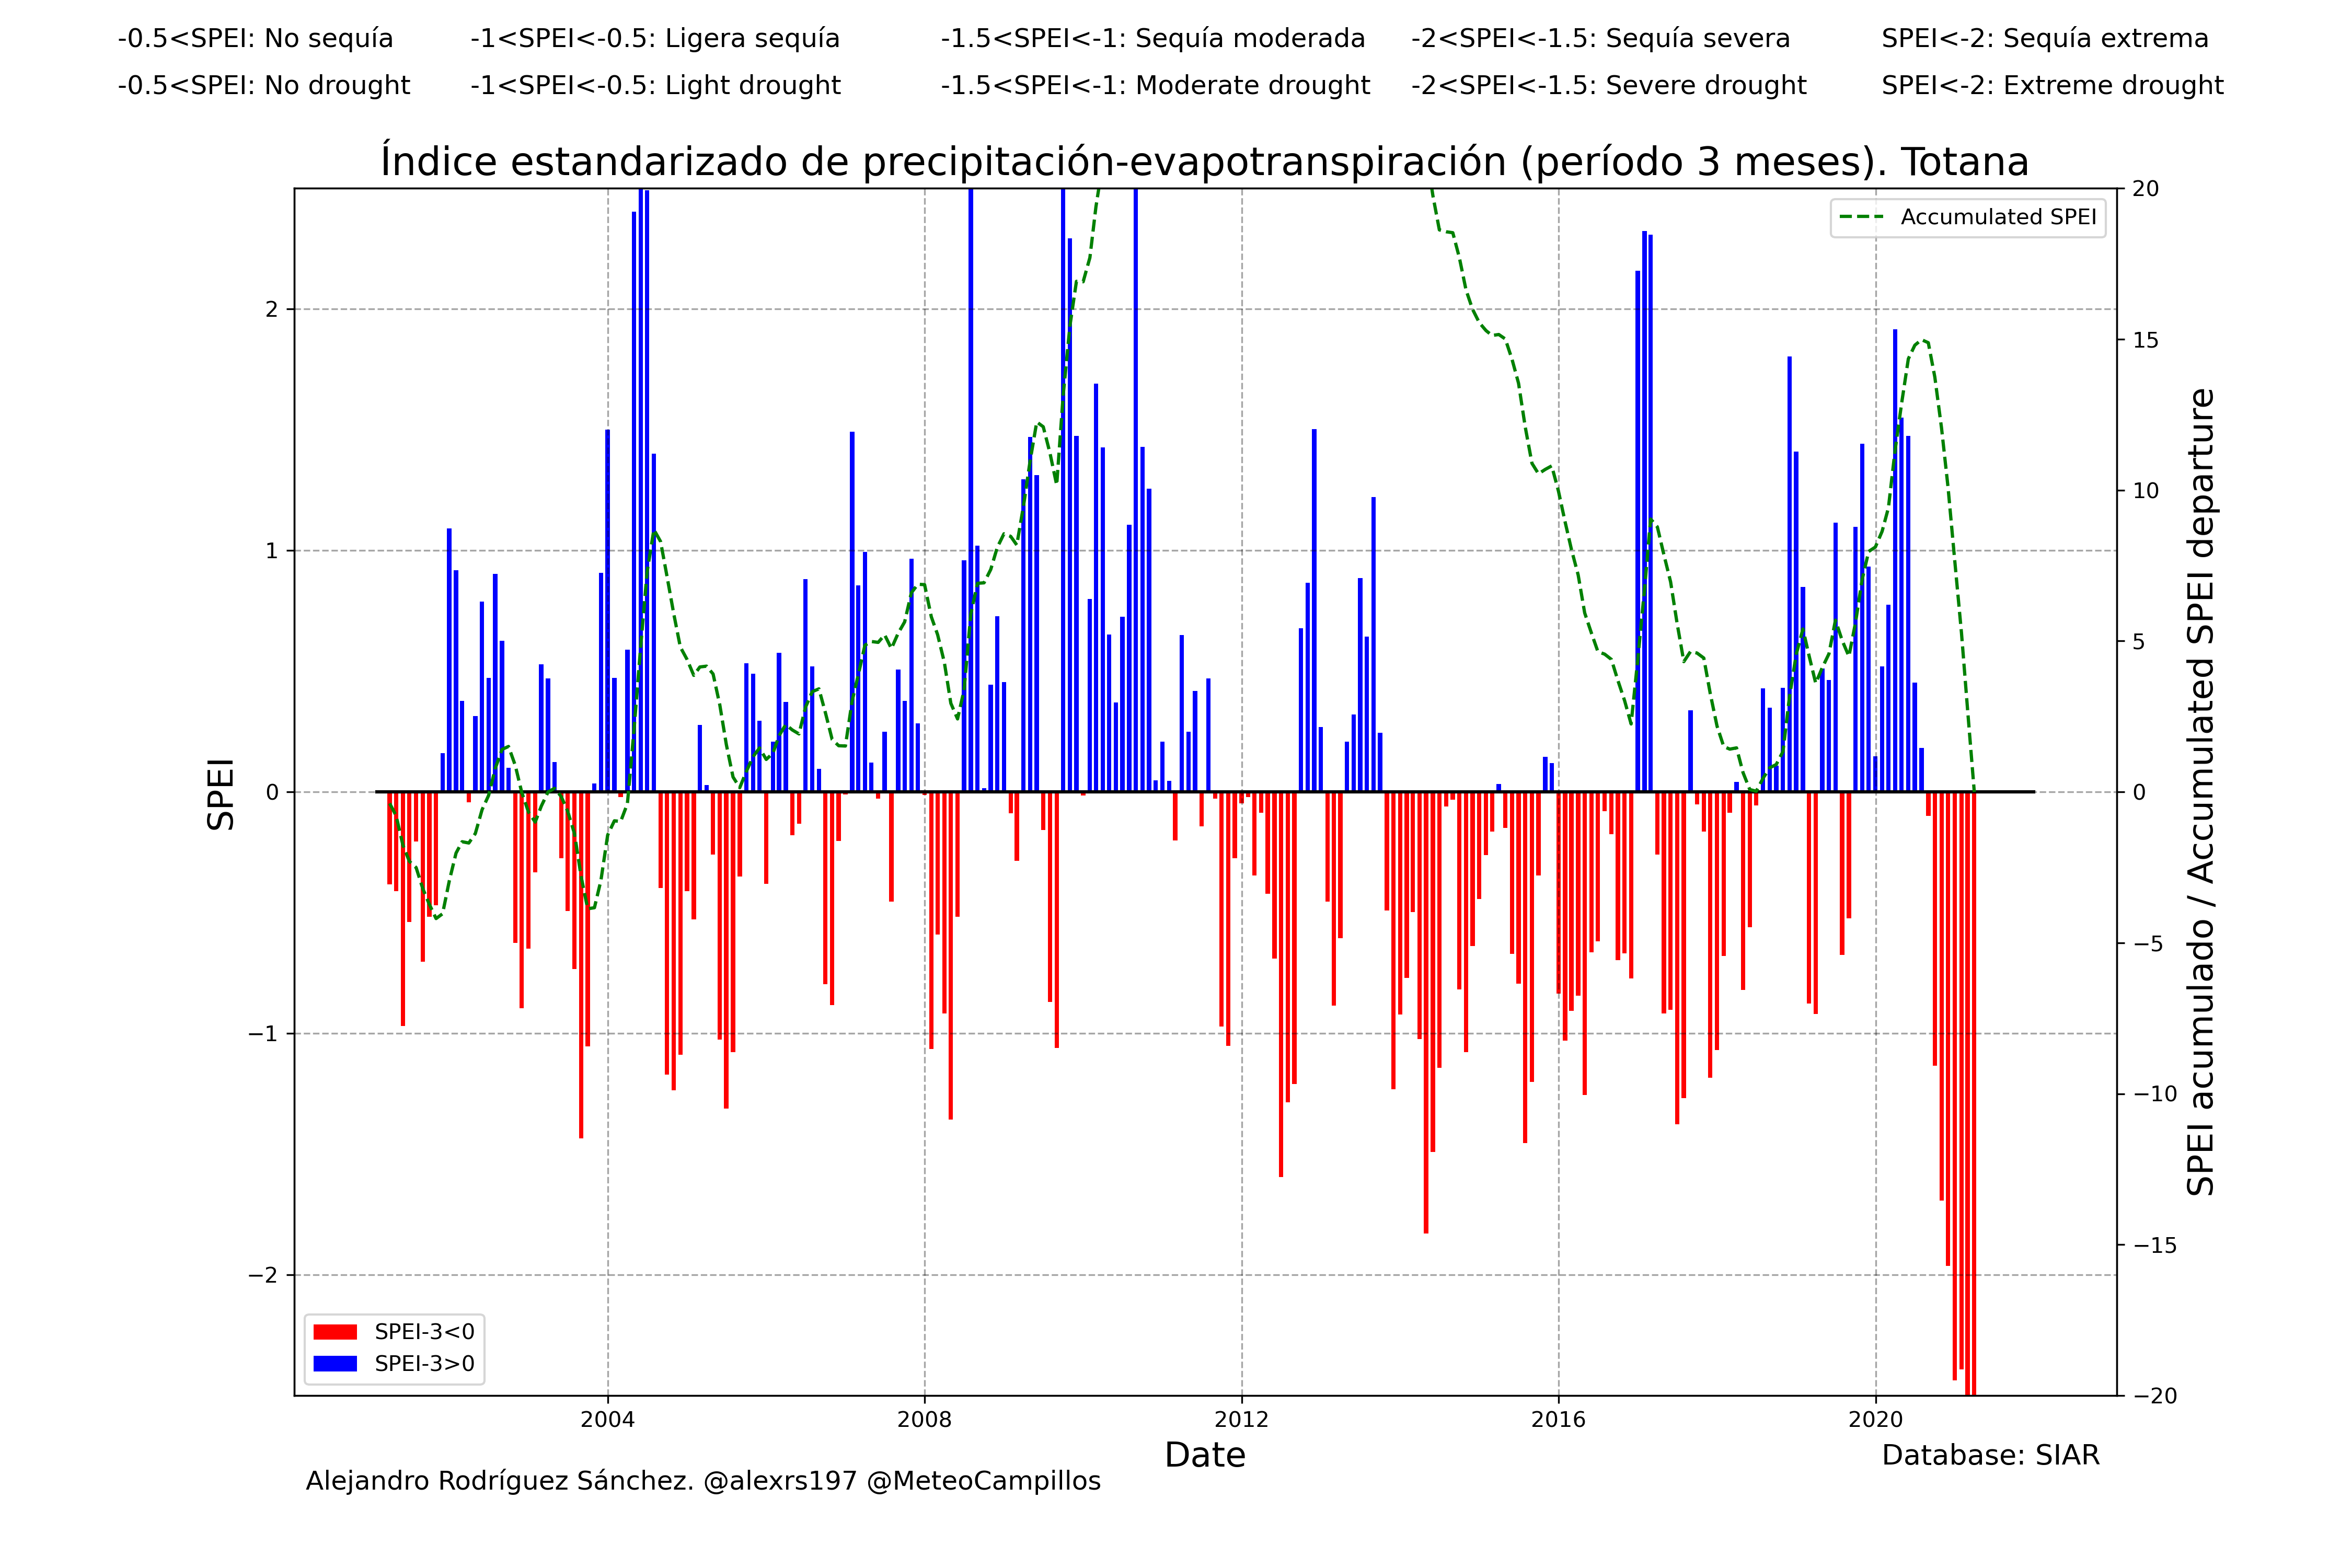 -0.5<SPEI: No sequía -1<SPEI<-0.5: Ligera sequía -1.5<SPEI<-1: Sequía moderada -2<SPEI<-1.5: Sequía severa SPEI<-2: Sequía extrema
-0.5<SPEI: No drought -1<SPEI<-0.5: Light drought -1.5<SPEI<-1: Moderate drought -2<SPEI<-1.5: Severe drought SPEI<-2: Extreme drought
Índice estandarizado de precipitación-evapotranspiración (período 3 meses). Totana
Accumulated SPEI
SPEI
2
1
0
−1
−2
20
15
10
5
0
−5
−10
−15
−20
SPEI acumulado / Accumulated SPEI departure
SPEI-3<0
SPEI-3>0
2004 2008 2012 2016 2020
Date
Database: SIAR
Alejandro Rodríguez Sánchez. @alexrs197 @MeteoCampillos